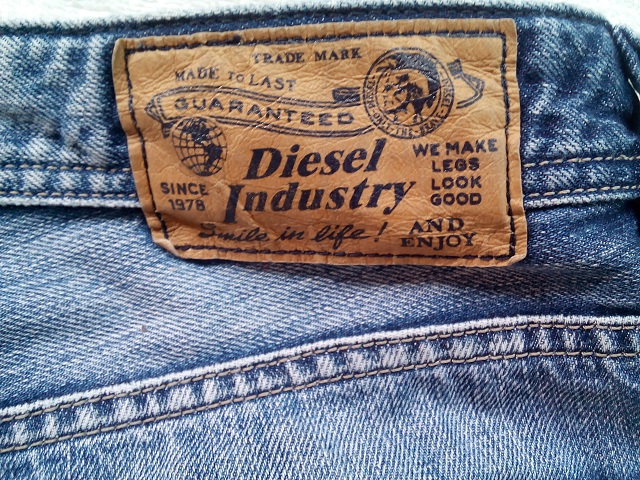 TRADE MARK
MADE TO LAST
GUARANTEED
Diesel
Industry
SINCE
1978
WE MAKE
LEGS
LOOK
GOOD
Smile in life!
AND
ENJOY